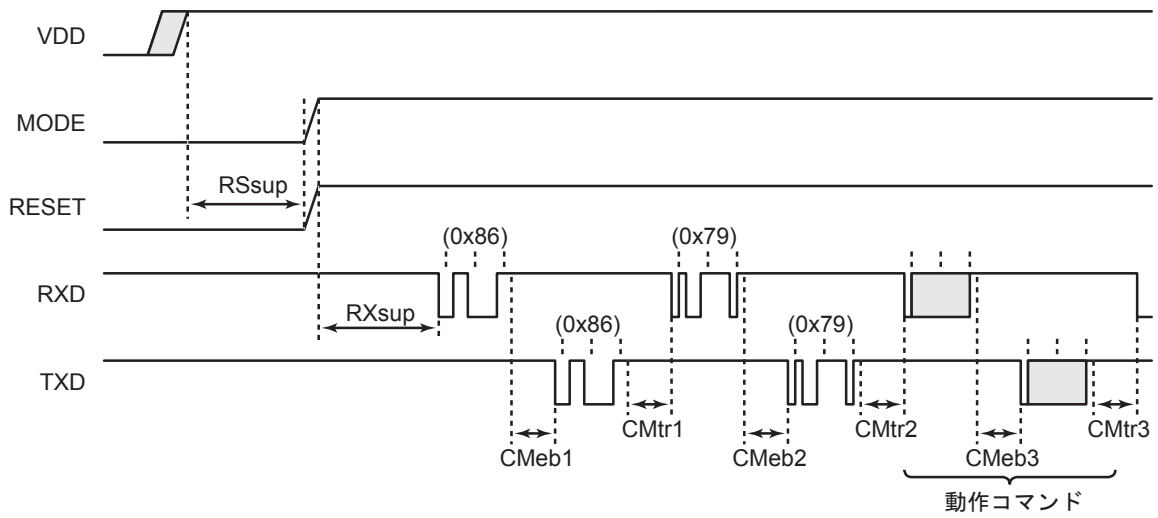 VDD
MODE
RSsup
RESET
(0x86) (0x79)
RXD
RXsup (0x86) (0x79)
TXD
CMtr1 CMtr2 CMtr3
CMeb1 CMeb2 CMeb3
動作コマンド